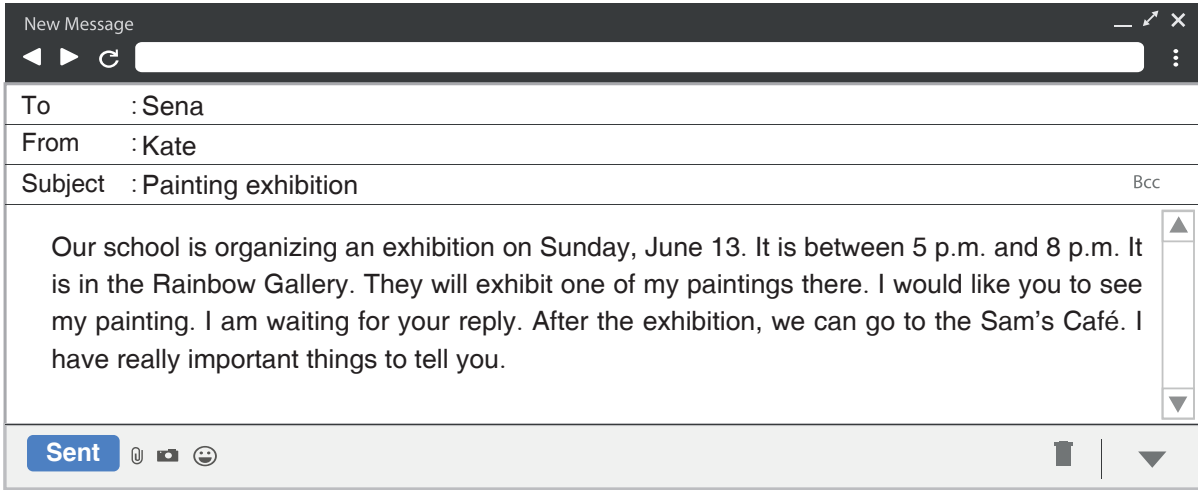 New Message
To : Sena
From : Kate
Subject : Painting exhibition Bcc
Our school is organizing an exhibition on Sunday, June 13. It is between 5 p.m. and 8 p.m. It
is in the Rainbow Gallery. They will exhibit one of my paintings there. I would like you to see
my painting. I am waiting for your reply. After the exhibition, we can go to the Sam’s Café. I
have really important things to tell you.
Sent